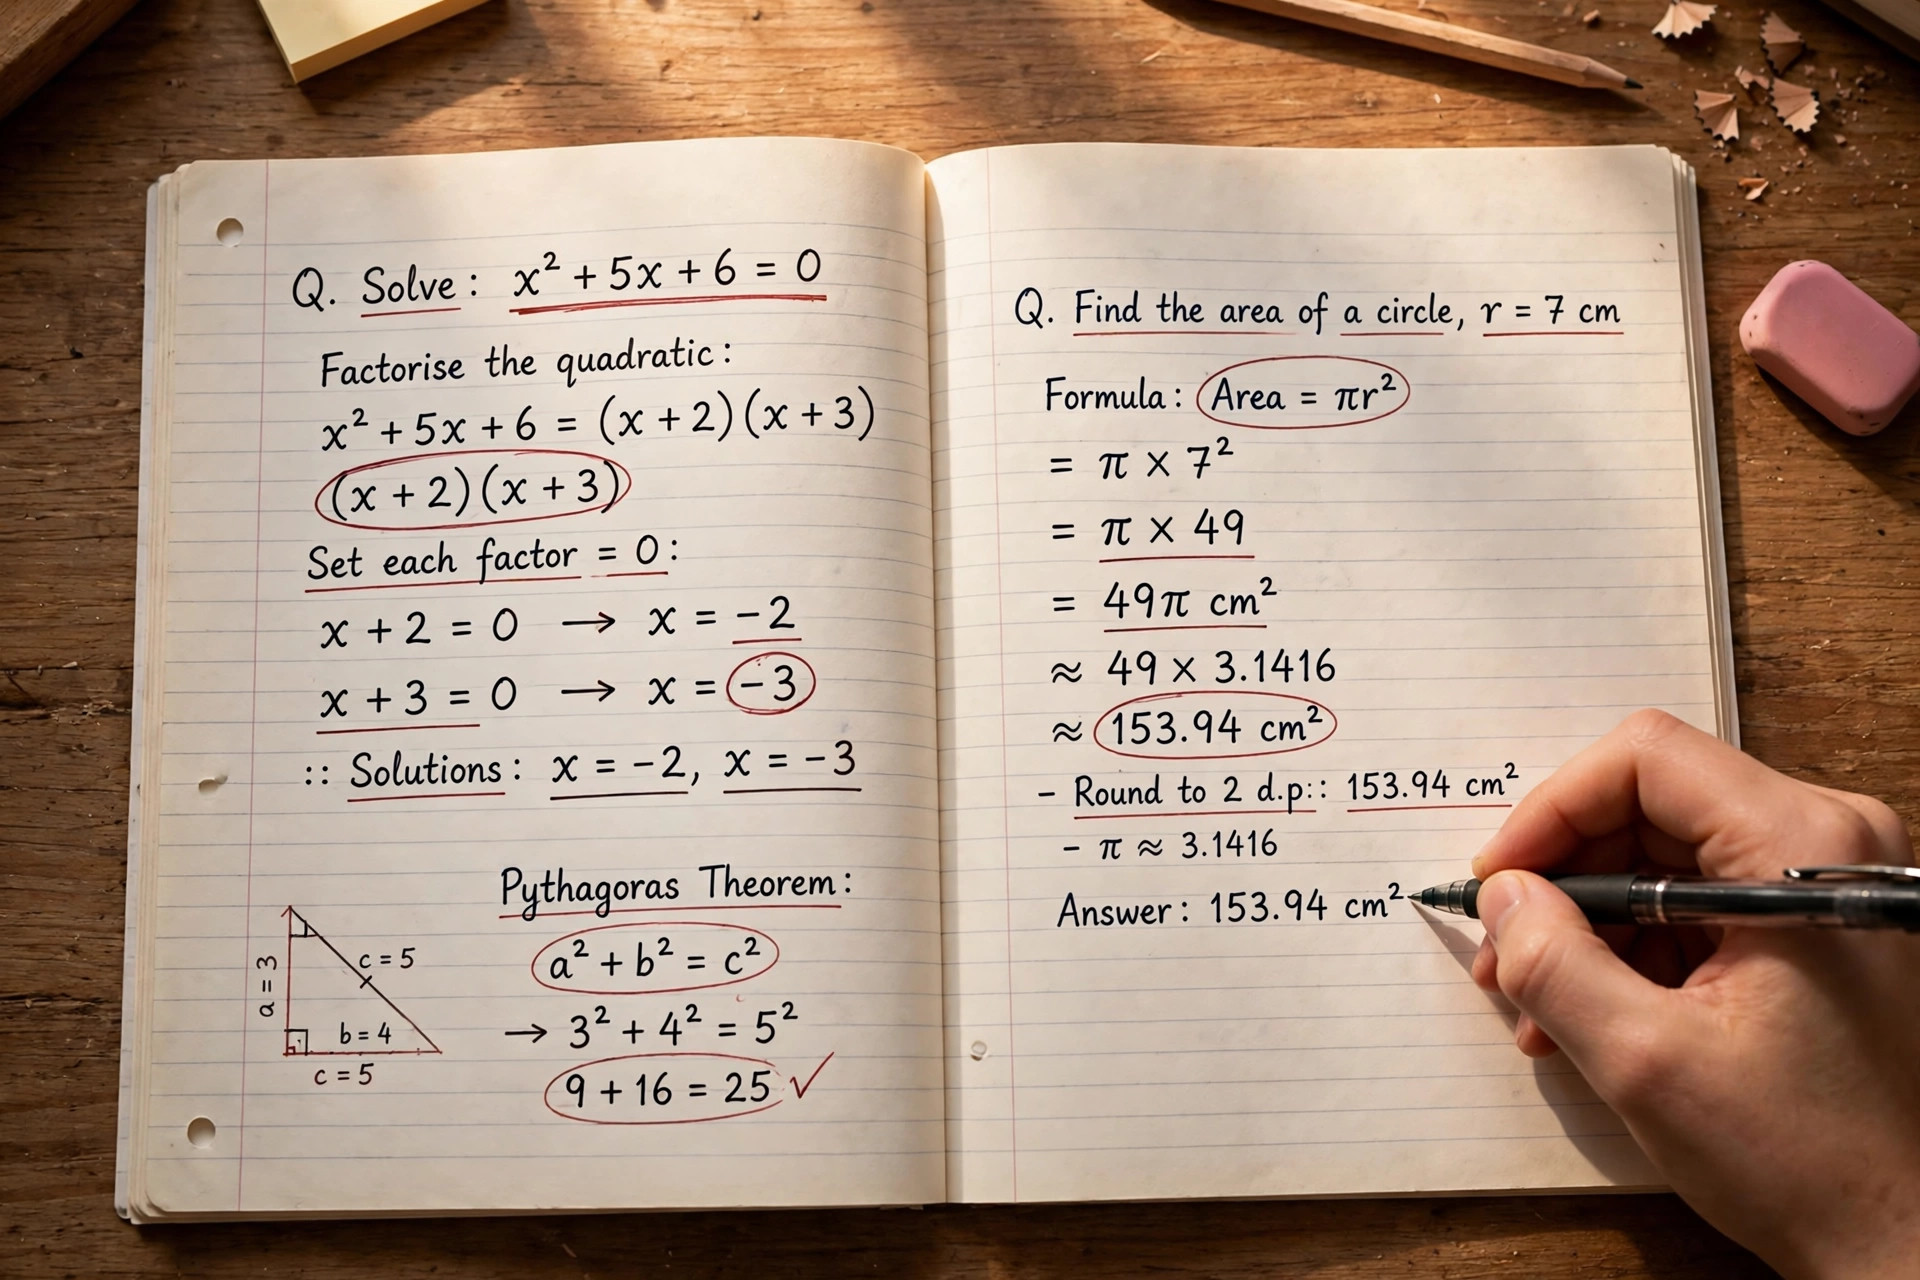 Q. Solve: x² + 5x + 6 = 0
Factorise the quadratic:
x² + 5x + 6 = (x + 2)(x + 3)
(x + 2)(x + 3)
Set each factor = 0:
x + 2 = 0 → x = -2
x + 3 = 0 → x = -3
:: Solutions: x = -2, x = -3
Pythagoras Theorem:
a² + b² = c²
→ 3² + 4² = 5²
9 + 16 = 25 ✓
a = 3
c = 5
b = 4
c = 5
Q. Find the area of a circle, r = 7 cm
Formula: Area = πr²
= π × 7²
= π × 49
= 49π cm²
≈ 49 × 3.1416
≈ 153.94 cm²
- Round to 2 d.p:: 153.94 cm²
- π ≈ 3.1416
Answer: 153.94 cm²